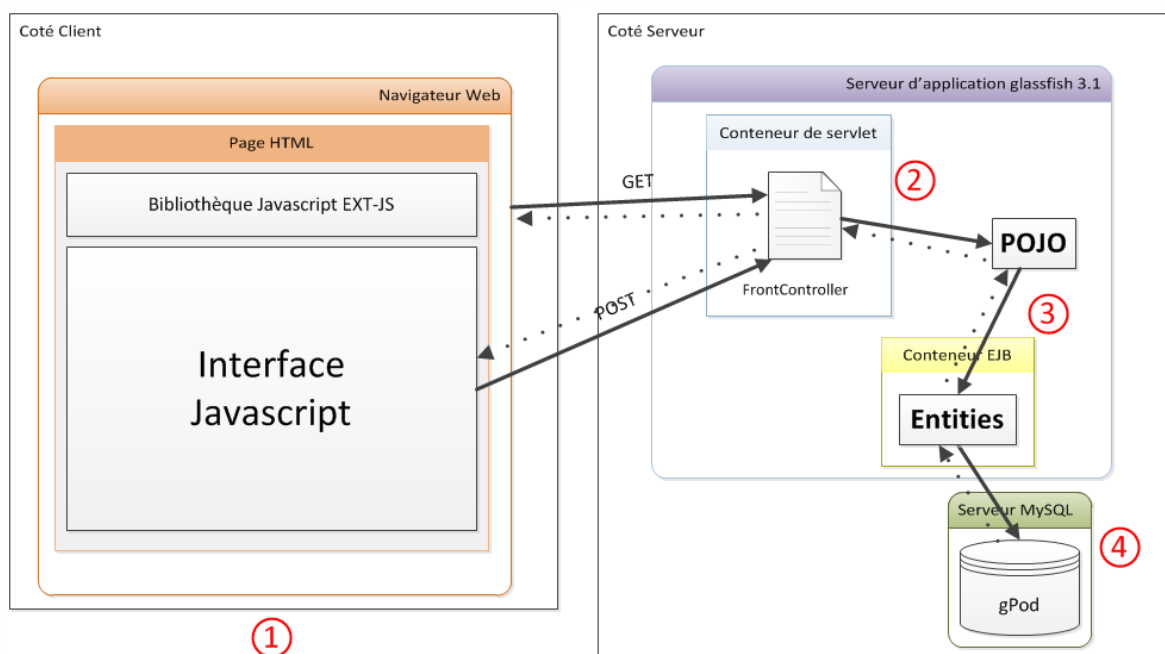 Coté Client
Navigateur Web
Page HTML
Bibliothèque Javascript EXT-JS
Interface
Javascript
1
GET
POST
Coté Serveur
Serveur d'application glassfish 3.1
Conteneur de servlet
2
FrontController
POJO
3
Conteneur EJB
Entities
Serveur MySQL
4
gPod